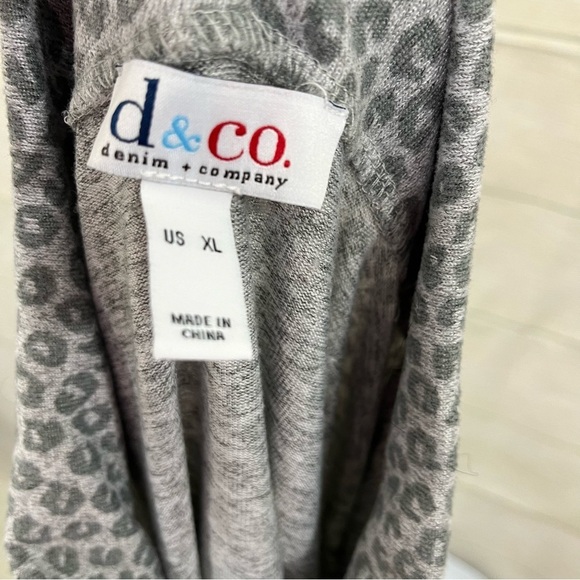 d&co.
denim + company
US XL
MADE IN
CHINA